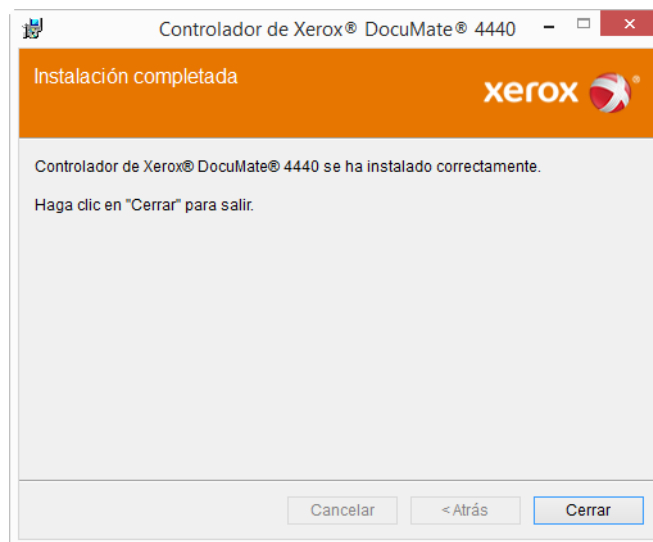 Controlador de Xerox® DocuMate® 4440
Instalación completada
xerox
Controlador de Xerox® DocuMate® 4440 se ha instalado correctamente.
Haga clic en "Cerrar" para salir.
Cancelar
< Atrás
Cerrar